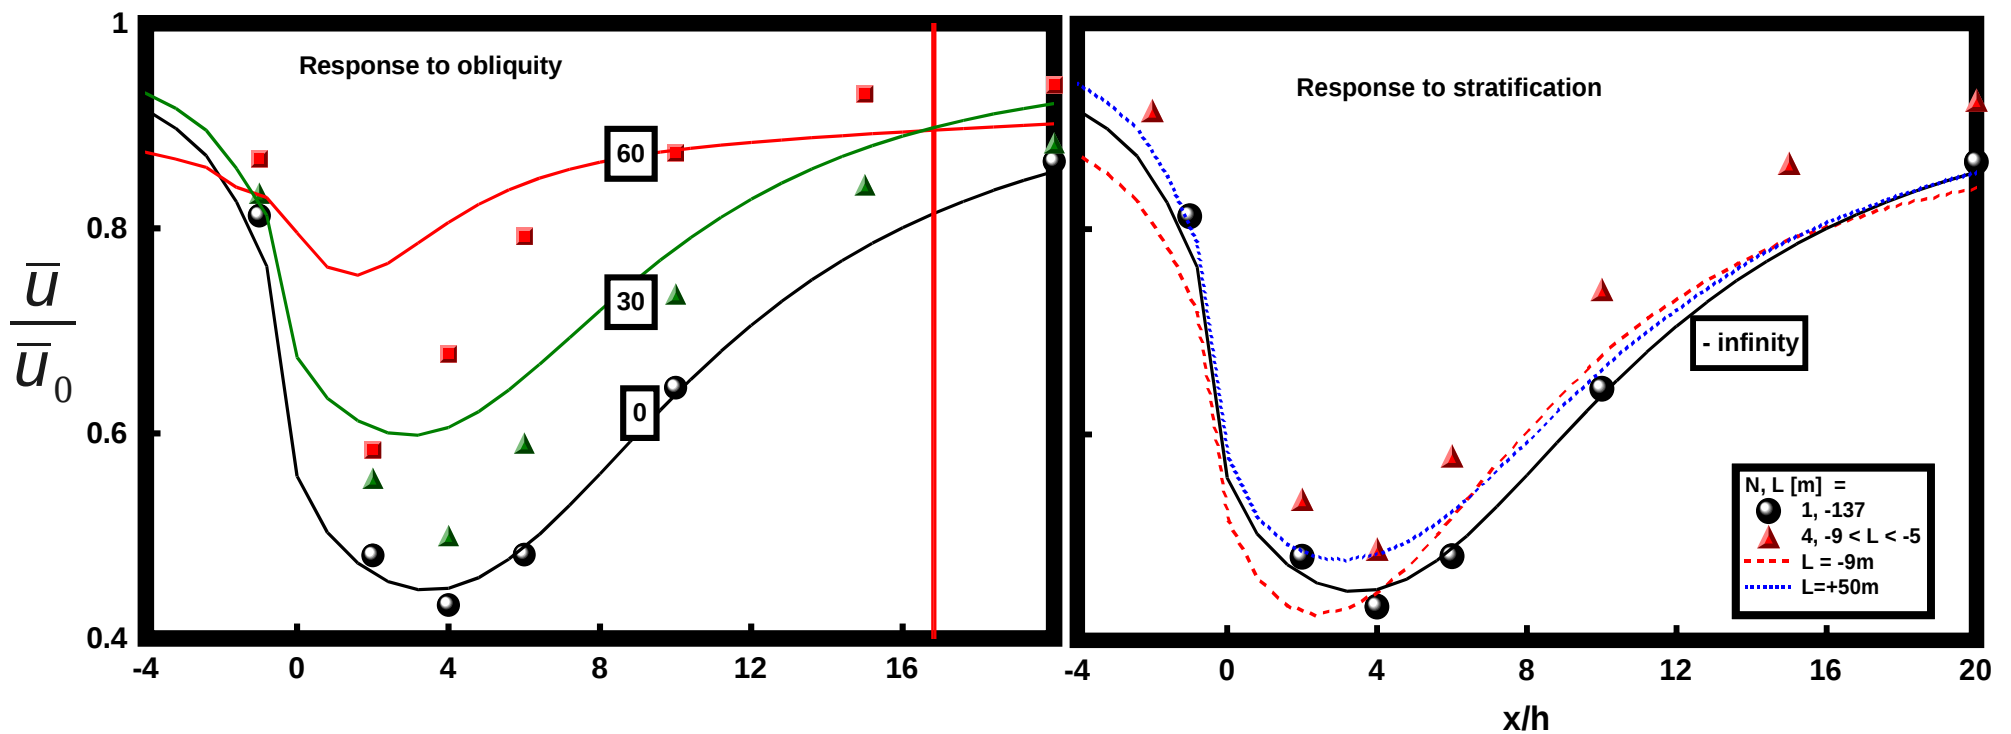 Response to obliquity
Response to stratification
1
0.8
0.6
0.4
u
u0
60
30
0
- infinity
N, L [m] =
1, -137
4, -9 < L < -5
L = -9m
L=+50m
-4 0 4 8 12 16
-4 0 4 8 12 16 20
x/h